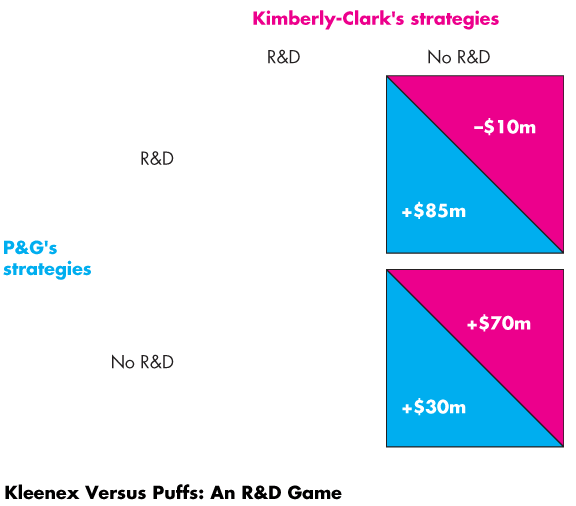 Kimberly-Clark's strategies
R&D No R&D
–$10m
R&D
+$85m
P&G's
strategies
+$70m
No R&D
+$30m
Kleenex Versus Puffs: An R&D Game